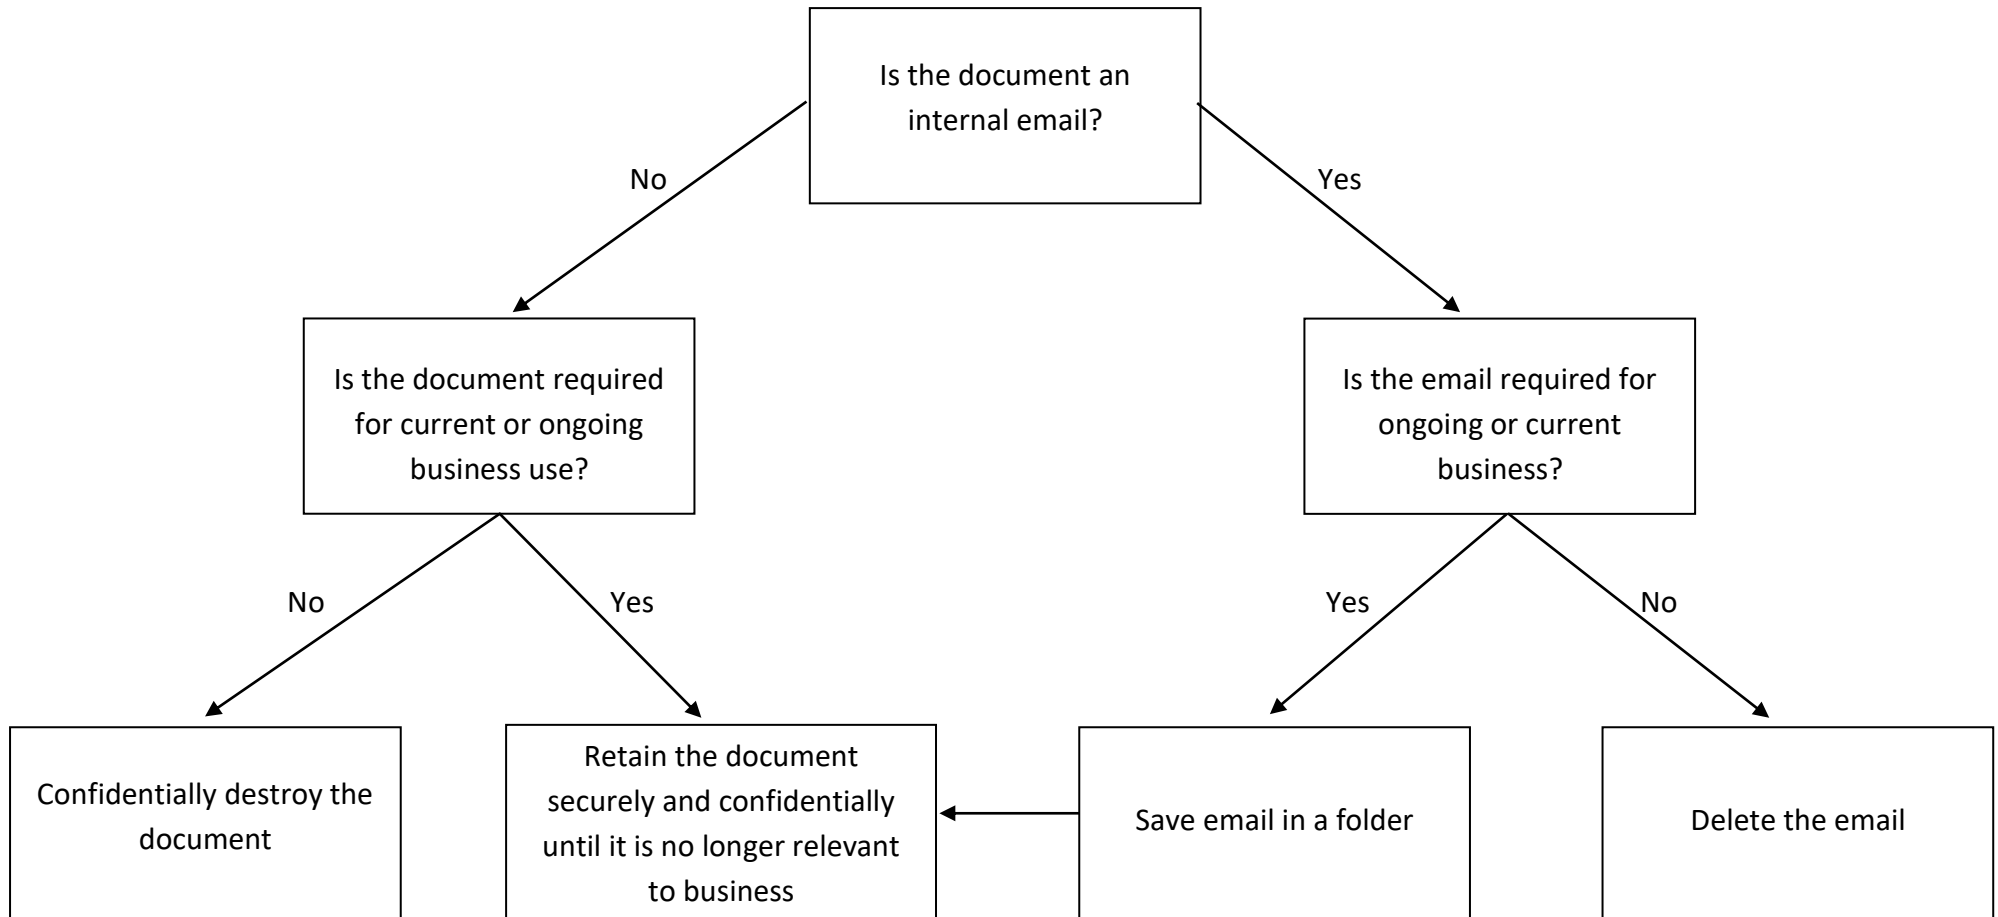 Is the document an
internal email?
No
Yes
Is the document required
for current or ongoing
business use?
Is the email required for
ongoing or current
business?
No
Yes
Yes
No
Confidentially destroy the
document
Retain the document
securely and confidentially
until it is no longer relevant
to business
Save email in a folder
Delete the email